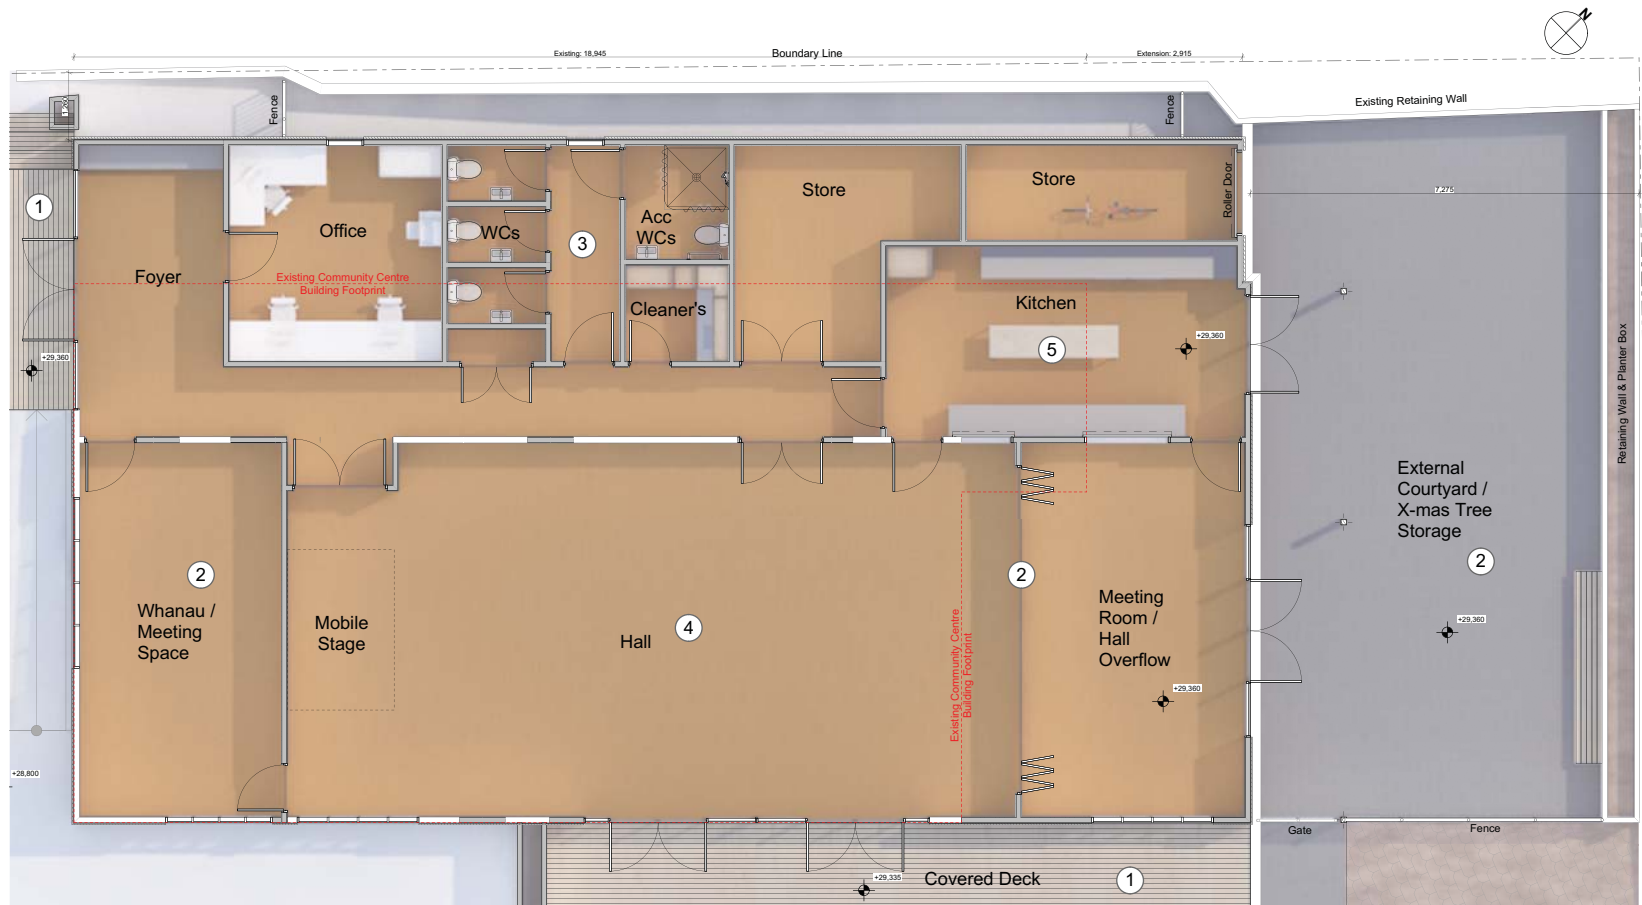 N
Existing: 18,945
Boundary Line
Extension: 2,915
Existing Retaining Wall
1,200
Fence
Fence
7,275
Roller Door
Store
Store
1
Office
WCs
3
Acc
WCs
Foyer
Existing Community Centre
Building Footprint
Cleaner's
Kitchen
5
+29,360
+29,360
Retaining Wall & Planter Box
External
Courtyard /
X-mas Tree
Storage
2
2
2
Whanau /
Meeting
Space
Mobile
Stage
Hall
4
Existing Community Centre
Building Footprint
Meeting
Room /
Hall
Overflow
+29,360
+29,360
+28,800
Gate
Fence
+29,335
Covered Deck
1